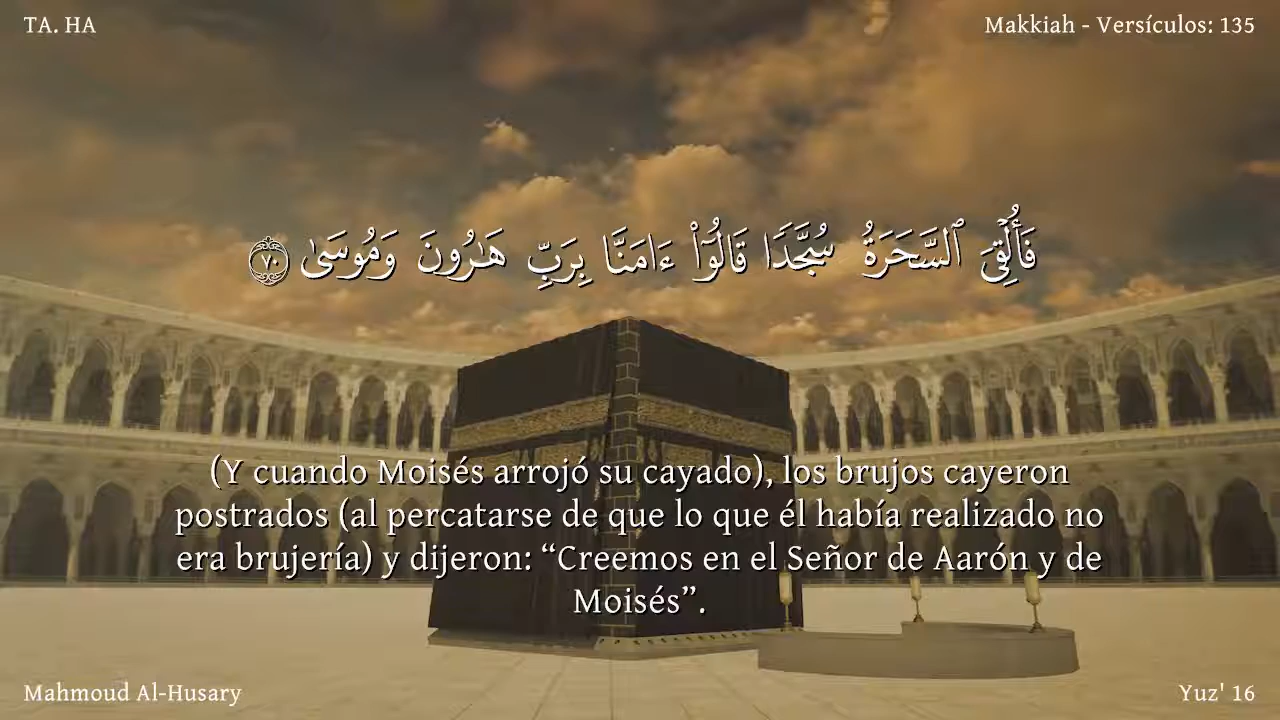 TA. HA
Makkiah - Versículos: 135
فَأُلْقِىَ ٱلسَّحَرَةُ سُجَّدًا قَالُوٓا۟ ءَامَنَّا بِرَبِّ هَـٰرُونَ وَمُوسَىٰ ٧٠
(Y cuando Moisés arrojó su cayado), los brujos cayeron
postrados (al percatarse de que lo que él había realizado no
era brujería) y dijeron: “Creemos en el Señor de Aarón y de
Moisés”.
Mahmoud Al-Husary
Yuz' 16